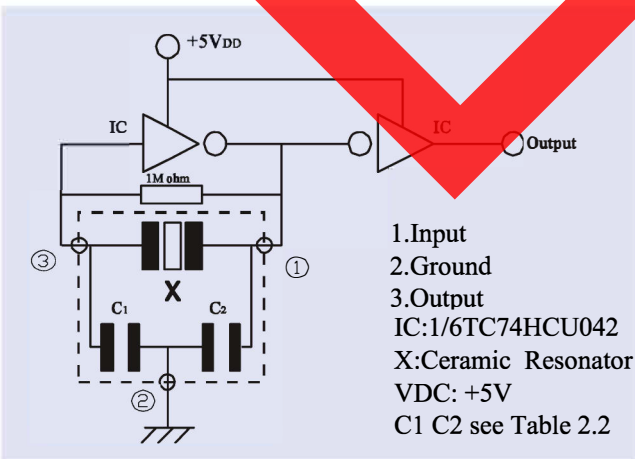 +5VDD
IC
IC
Output
1M ohm
③
①
X
C1
C2
②
1.Input
2.Ground
3.Output
IC:1/6TC74HCU042
X:Ceramic Resonator
VDC: +5V
C1 C2 see Table 2.2